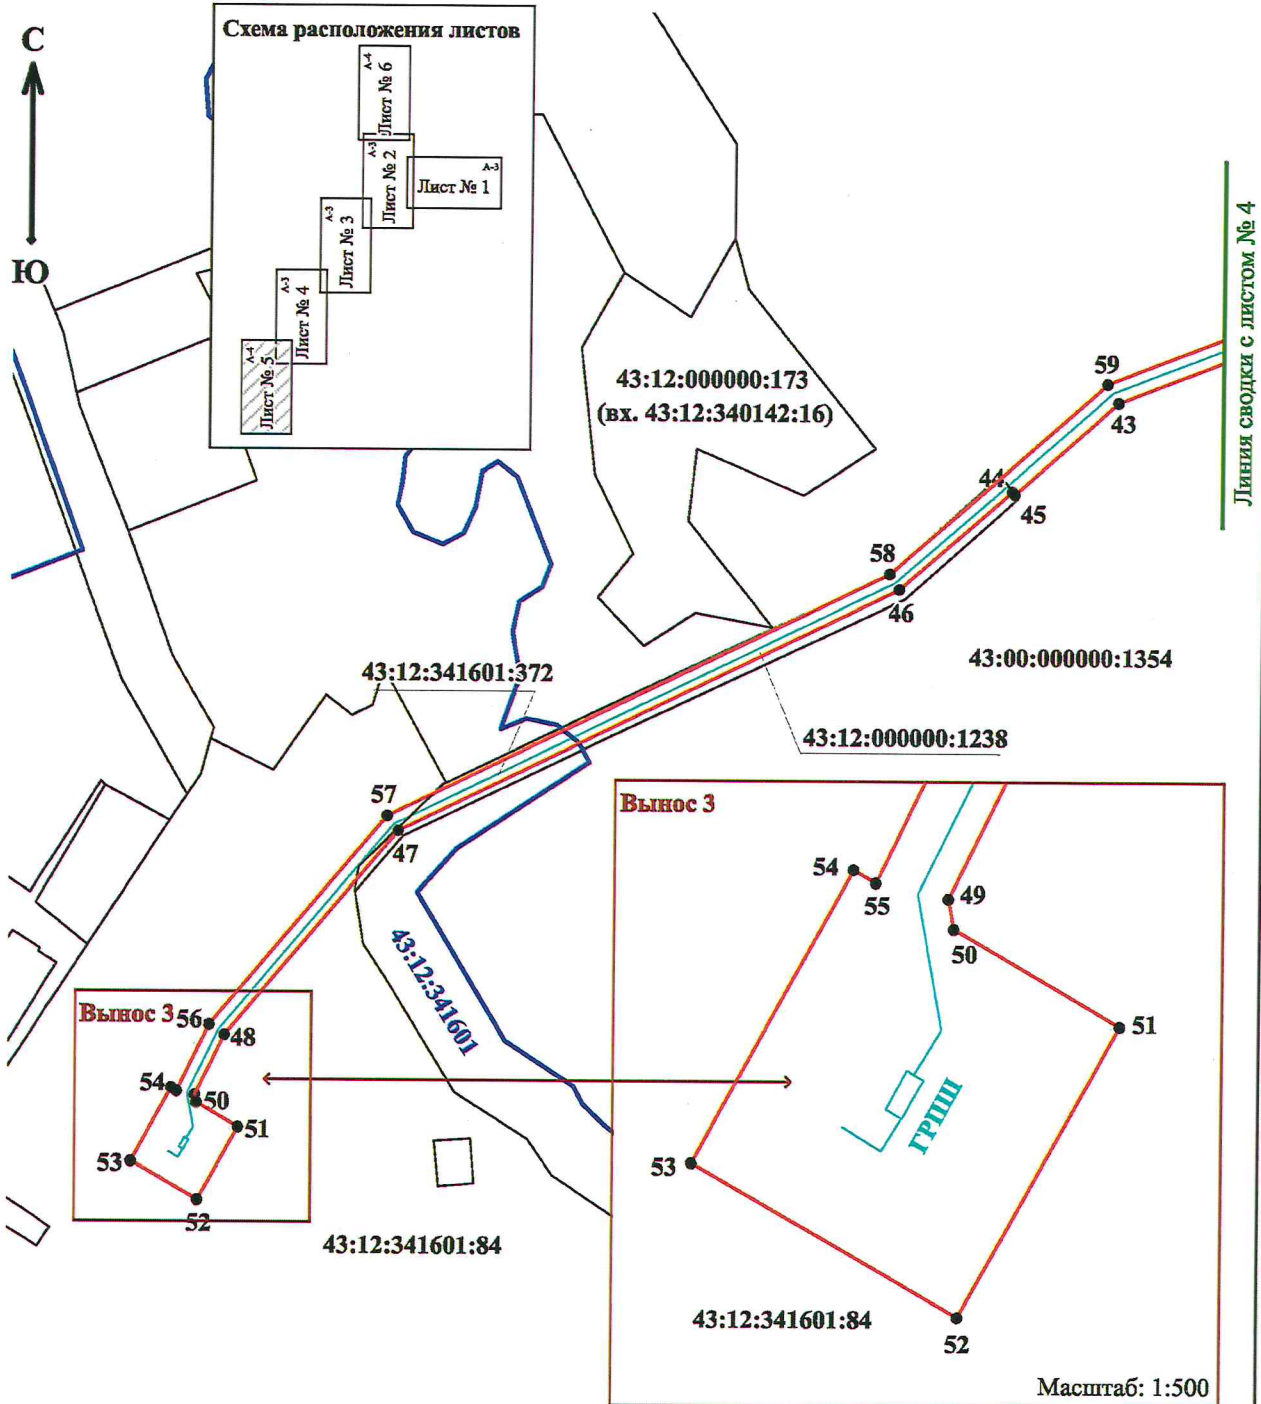 С
Ю
Схема расположения листов
А-4
Лист № 6
А-3
Лист № 2
А-3
Лист № 1
А-3
Лист № 3
А-3
Лист № 4
А-4
Лист № 5
Линия сводки с листом № 4
43:12:000000:173
(вх. 43:12:340142:16)
59
43
44
45
58
46
43:00:000000:1354
43:12:341601:372
43:12:000000:1238
57
47
43:12:341601
Вынос 3
56
48
54
50
51
53
52
43:12:341601:84
Вынос 3
54
55
49
50
51
ГРПШ
53
43:12:341601:84
52
Масштаб: 1:500